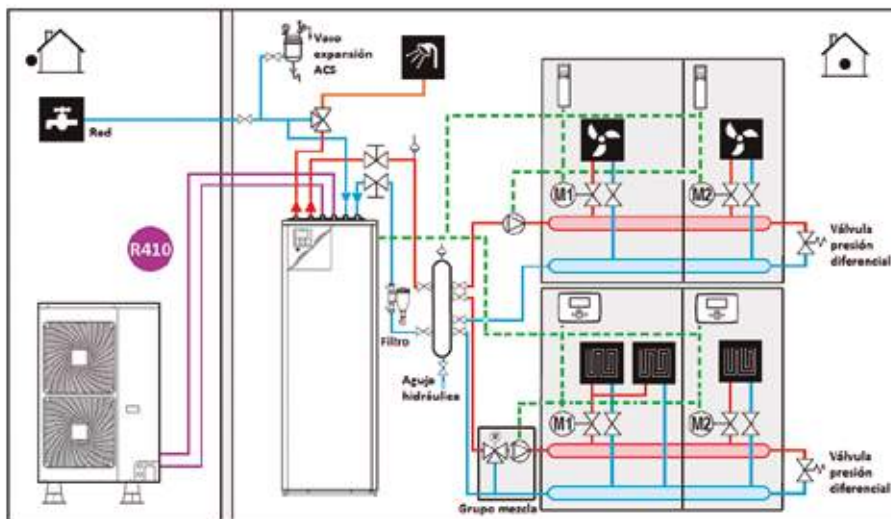 Vaso
expansión
ACS
Red
R410
Filtro
Aguja
hidráulica
Grupo mezcla
M1
M2
Válvula
presión
diferencial
M1
M2
Válvula
presión
diferencial